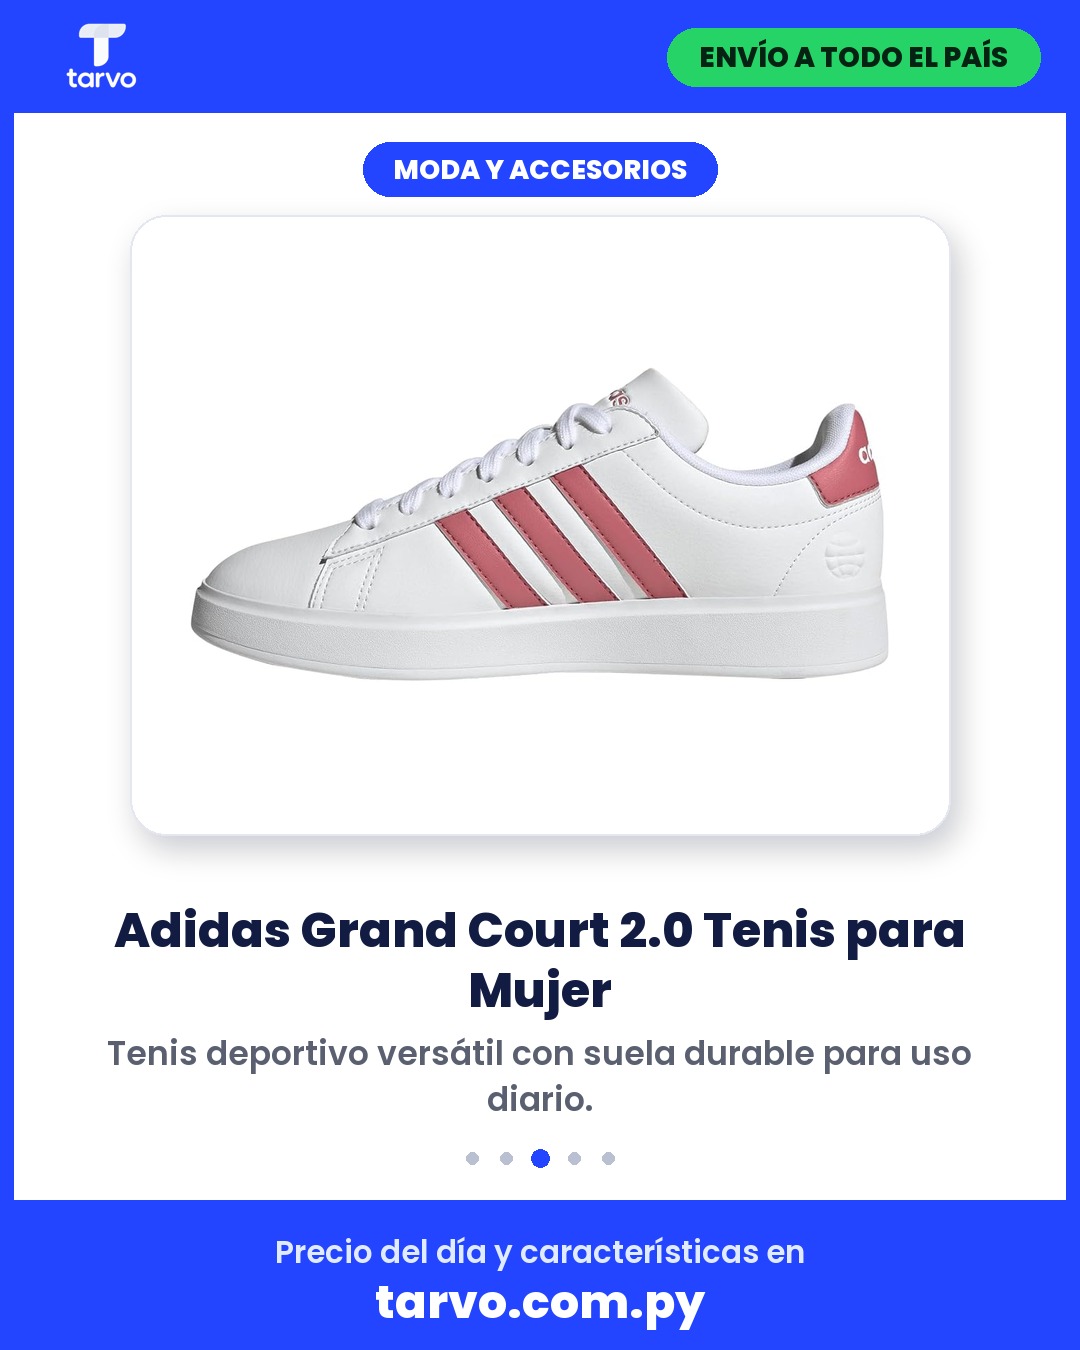 tarvo
ENVÍO A TODO EL PAÍS
MODA Y ACCESORIOS
Adidas Grand Court 2.0 Tenis para
Mujer
Tenis deportivo versátil con suela durable para uso
diario.
Precio del día y características en
tarvo.com.py